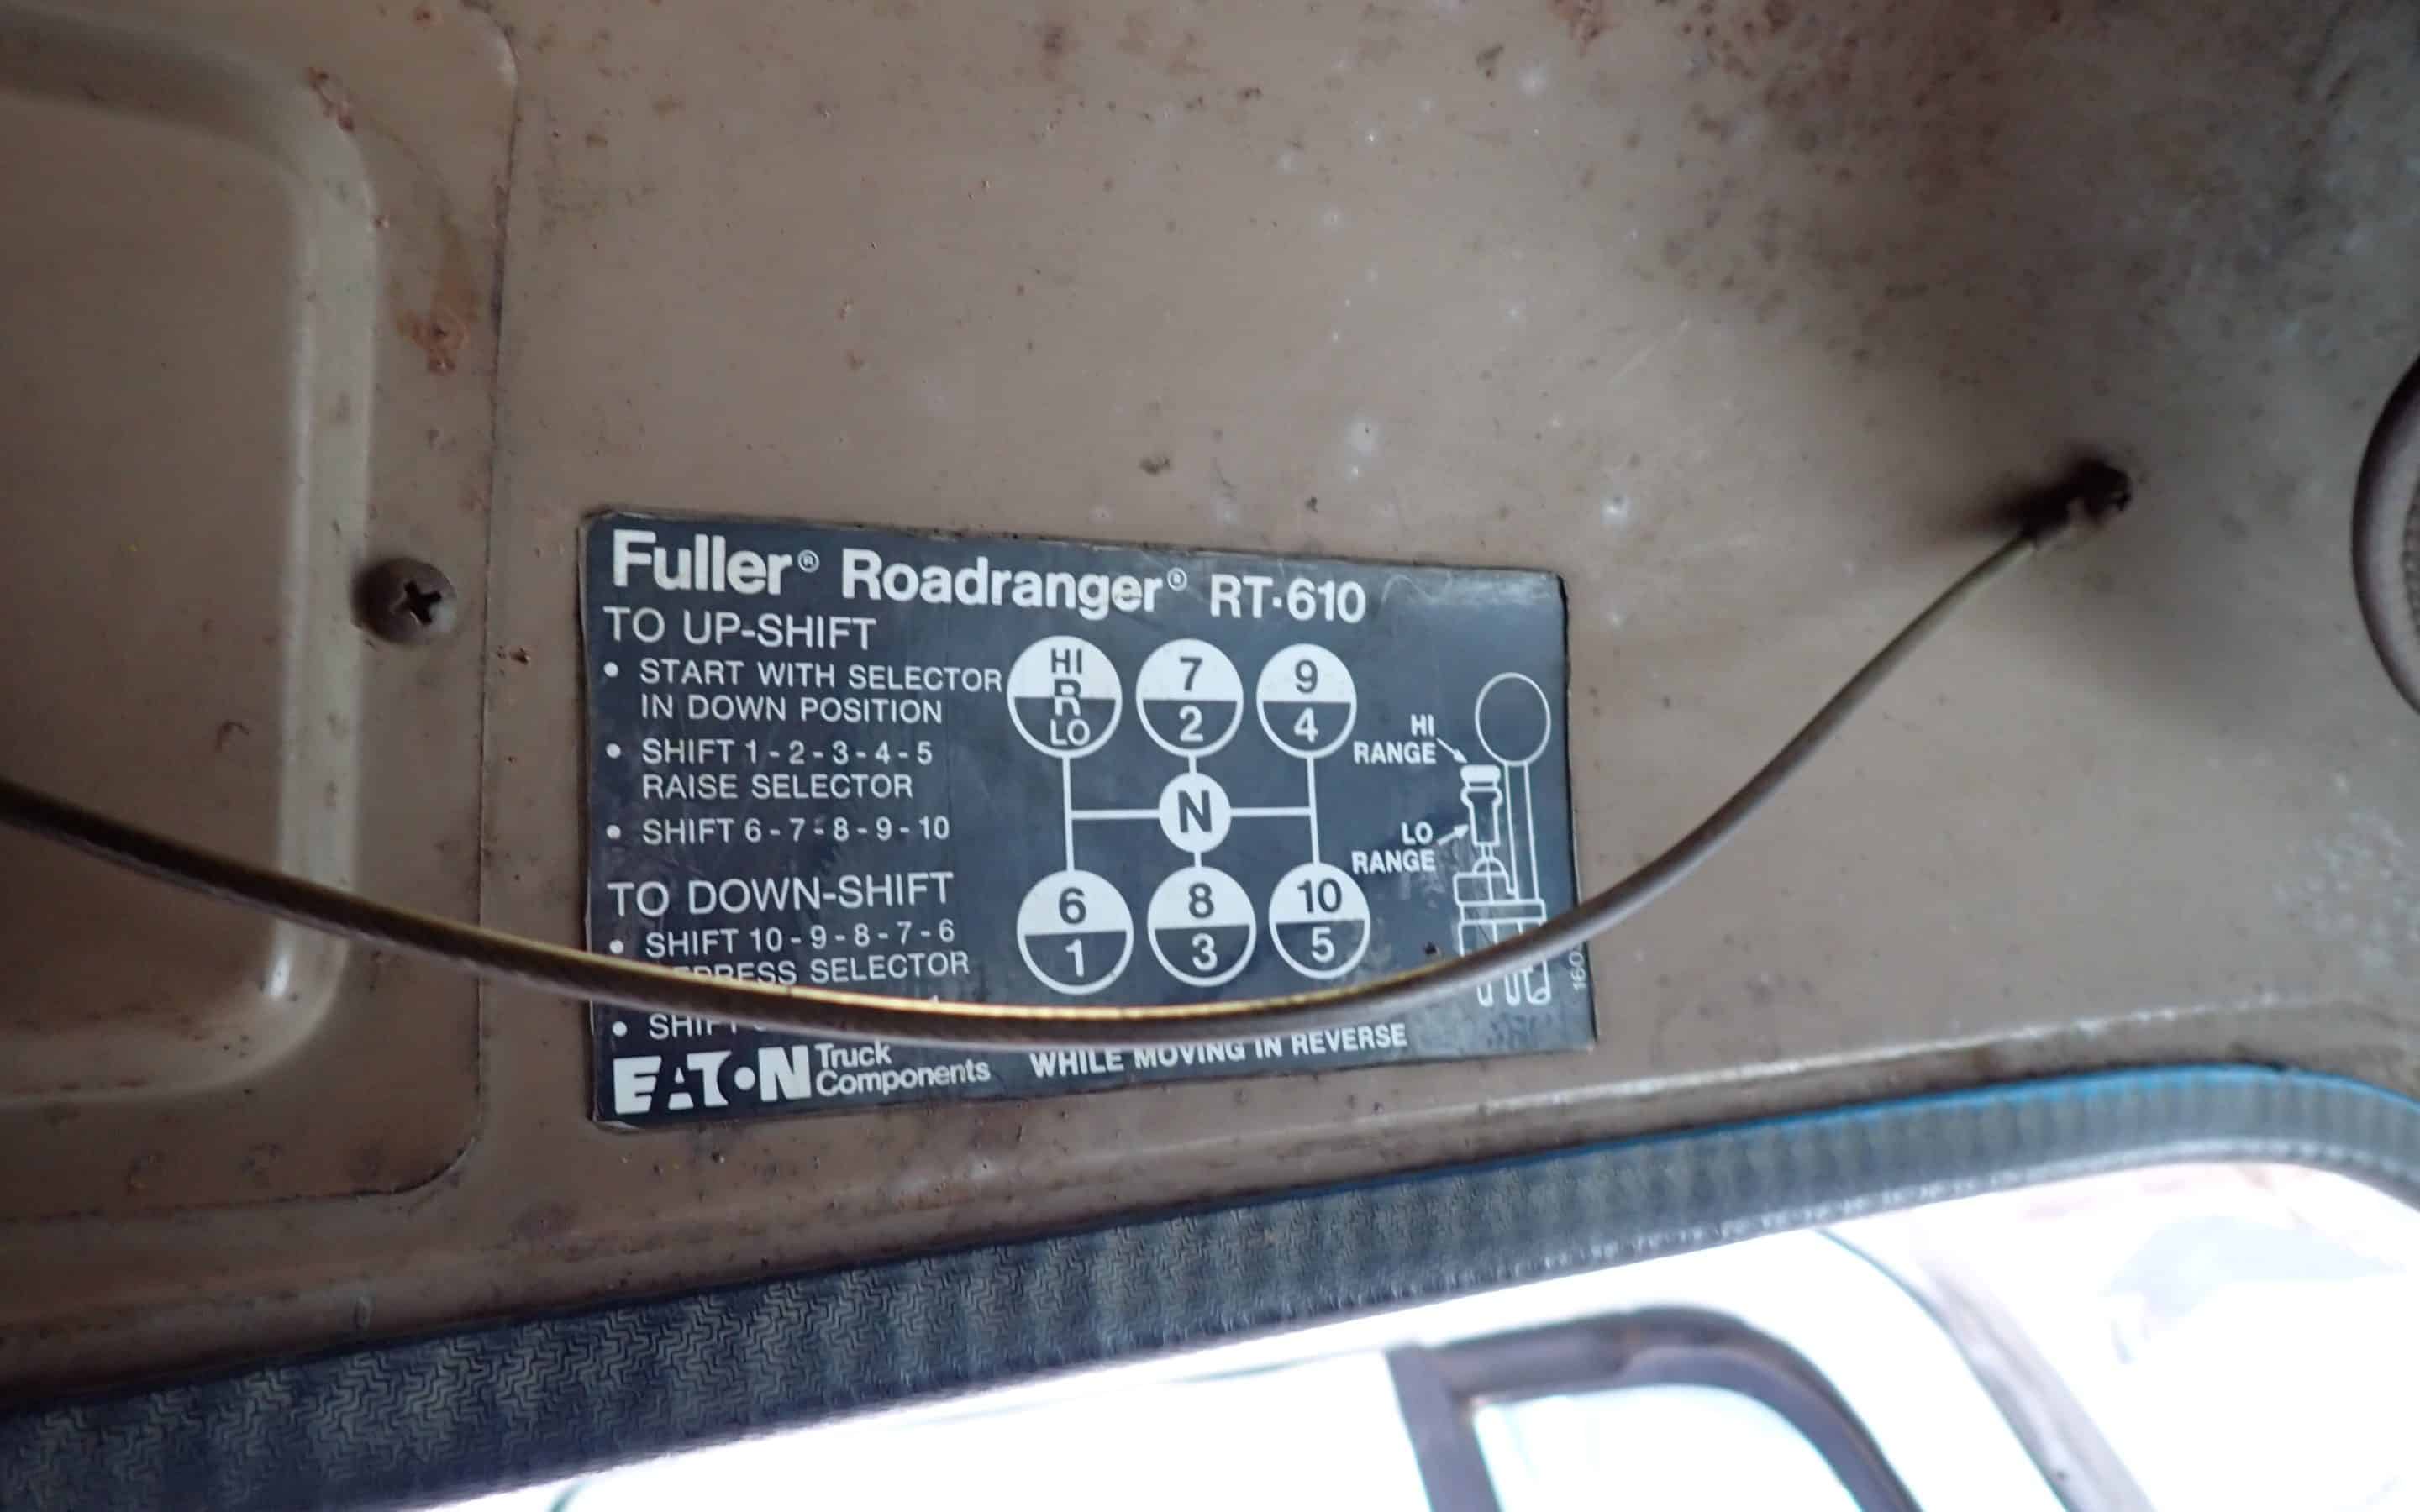 Fuller® Roadranger® RT-610
TO UP-SHIFT
• START WITH SELECTOR
IN DOWN POSITION
• SHIFT 1-2-3-4-5
RAISE SELECTOR
• SHIFT 6-7-8-9-10
TO DOWN-SHIFT
• SHIFT 10-9-8-7-6
SELECTOR
•
HI 7 9
R
LO 2 4
N
6 8 10
1 3 5
HI
RANGE
LO
RANGE
EATON Truck
Components
WHILE MOVING IN REVERSE